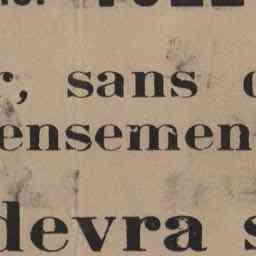 r, sans
ensemen
devra s